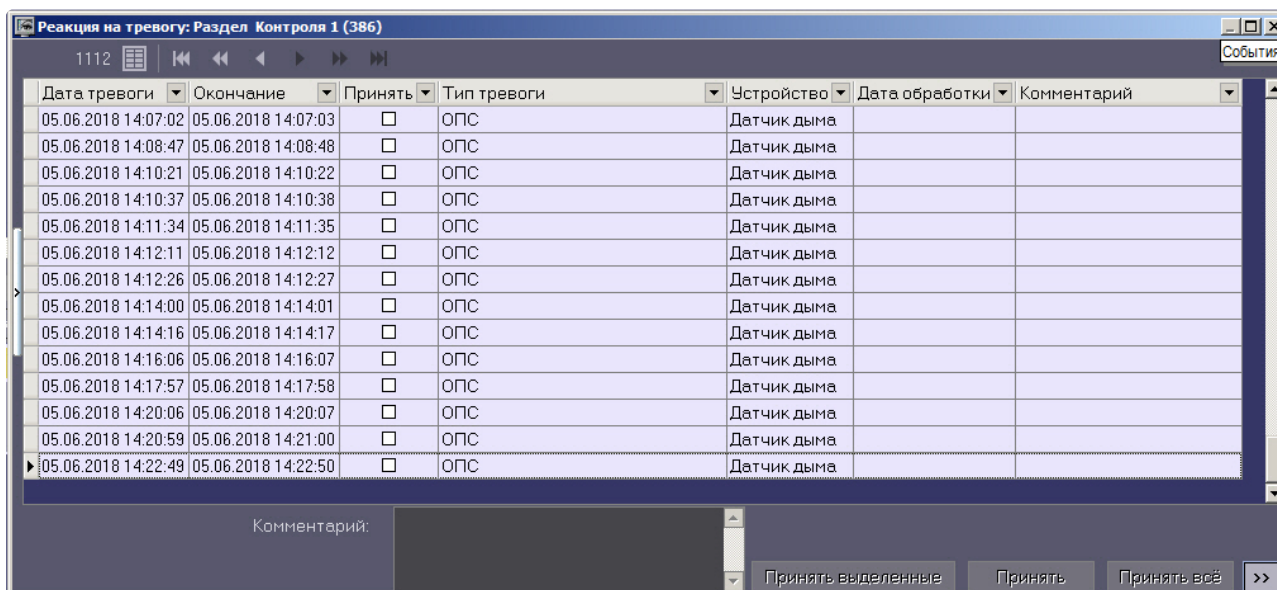 Реакция на тревогу: Раздел Контроля 1 (386)
События
1112
Дата тревоги Окончание Принять Тип тревоги Устройство Дата обработки Комментарий
05.06.2018 14:07:02 05.06.2018 14:07:03 ОПС Датчик дыма
05.06.2018 14:08:47 05.06.2018 14:08:48 ОПС Датчик дыма
05.06.2018 14:10:21 05.06.2018 14:10:22 ОПС Датчик дыма
05.06.2018 14:10:37 05.06.2018 14:10:38 ОПС Датчик дыма
05.06.2018 14:11:34 05.06.2018 14:11:35 ОПС Датчик дыма
05.06.2018 14:12:11 05.06.2018 14:12:12 ОПС Датчик дыма
05.06.2018 14:12:26 05.06.2018 14:12:27 ОПС Датчик дыма
05.06.2018 14:14:00 05.06.2018 14:14:01 ОПС Датчик дыма
05.06.2018 14:14:16 05.06.2018 14:14:17 ОПС Датчик дыма
05.06.2018 14:16:06 05.06.2018 14:16:07 ОПС Датчик дыма
05.06.2018 14:17:57 05.06.2018 14:17:58 ОПС Датчик дыма
05.06.2018 14:20:06 05.06.2018 14:20:07 ОПС Датчик дыма
05.06.2018 14:20:59 05.06.2018 14:21:00 ОПС Датчик дыма
05.06.2018 14:22:49 05.06.2018 14:22:50 ОПС Датчик дыма
Комментарий:
Принять выделенные Принять Принять всё >>